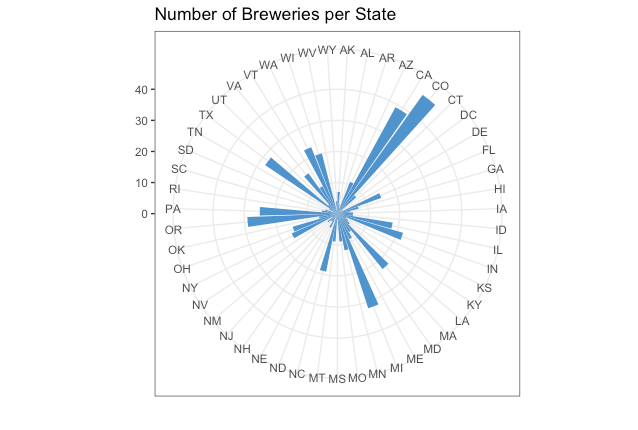 Number of Breweries per State
40
30
20
10
0
AK
AL
AR
AZ
CA
CO
CT
DC
DE
FL
GA
HI
IA
ID
IL
IN
KS
KY
LA
MA
MD
ME
MI
MN
MO
MS
MT
NC
ND
NE
NH
NJ
NM
NV
NY
OH
OK
OR
PA
RI
SC
SD
TN
TX
UT
VA
VT
WA
WI
WV
WY